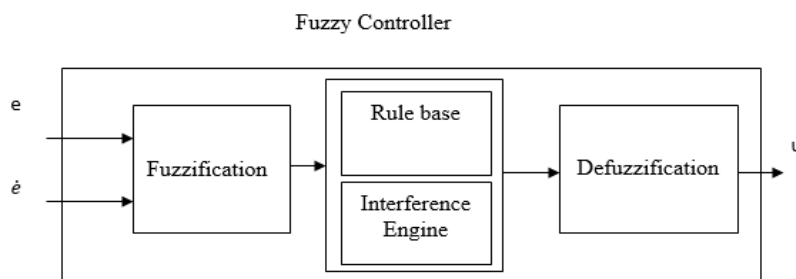 Fuzzy Controller
e
ė
Fuzzification
Rule base
Interference
Engine
Defuzzification
u